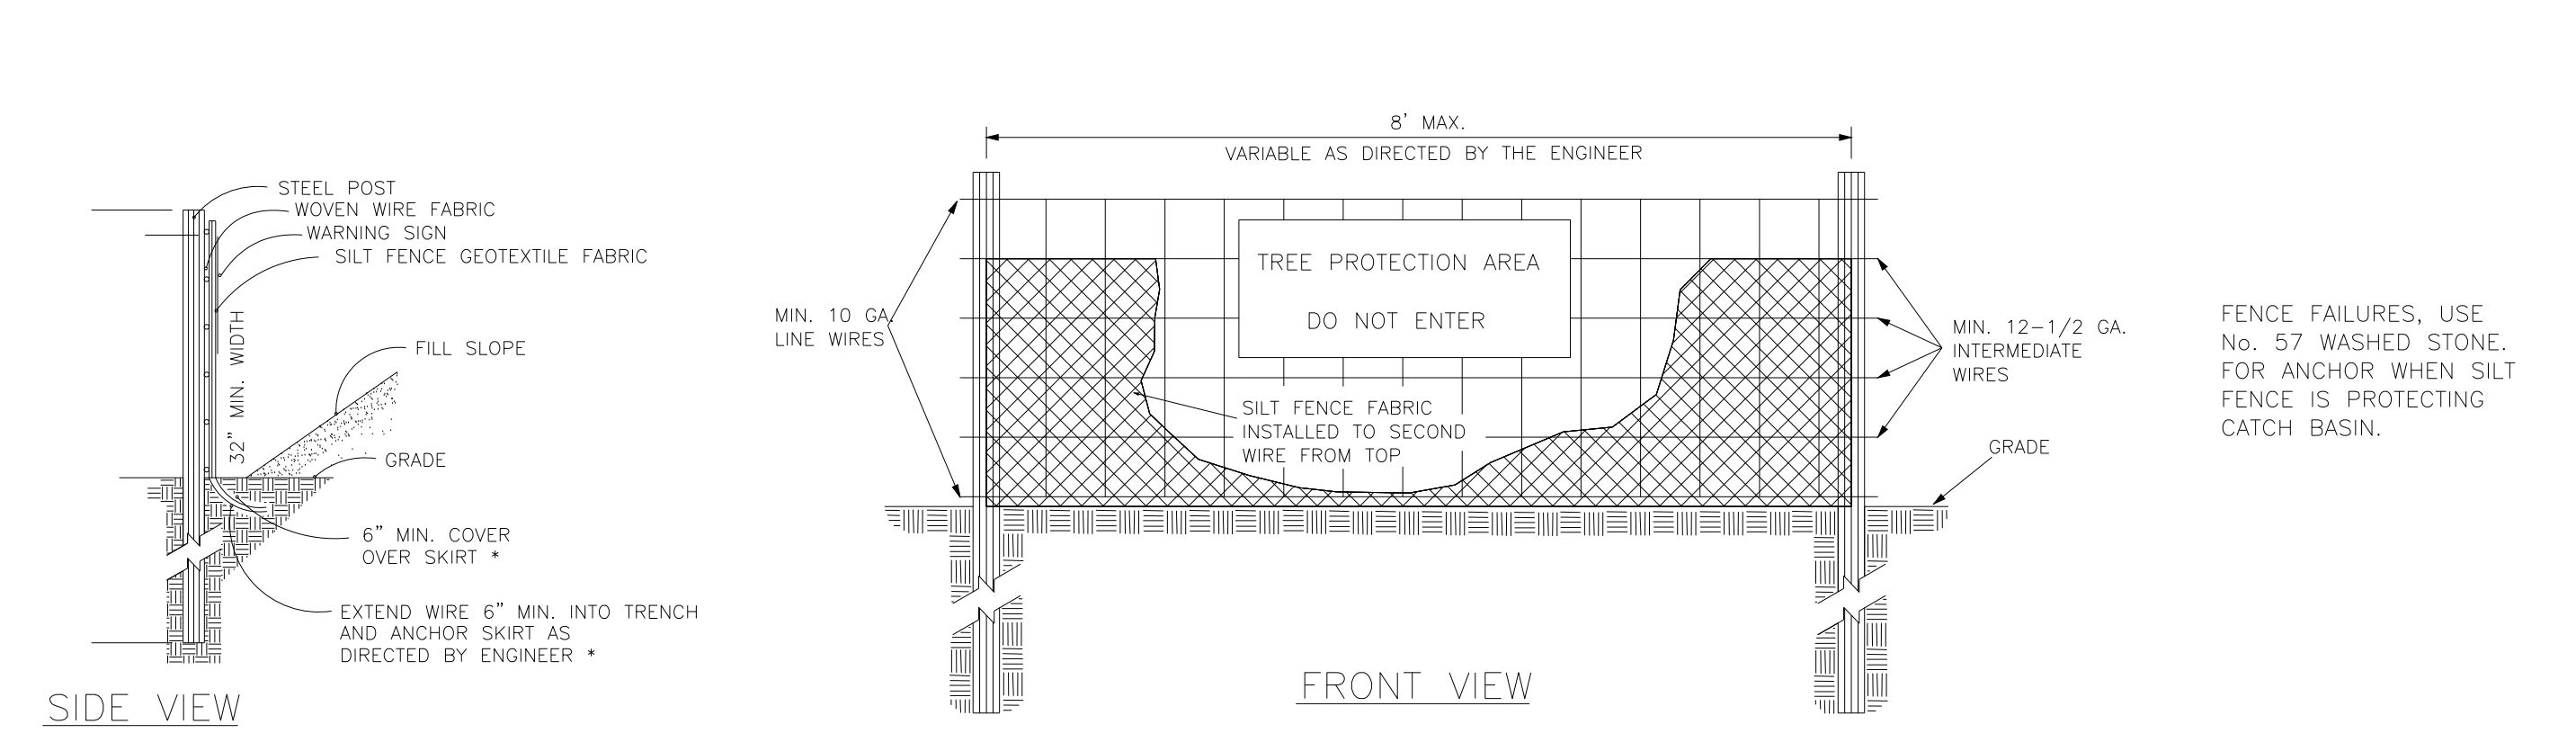 STEEL POST
WOVEN WIRE FABRIC
WARNING SIGN
SILT FENCE GEOTEXTILE FABRIC
32" MIN. WIDTH
FILL SLOPE
GRADE
6" MIN. COVER
OVER SKIRT *
EXTEND WIRE 6" MIN. INTO TRENCH
AND ANCHOR SKIRT AS
DIRECTED BY ENGINEER *
SIDE VIEW
8' MAX.
VARIABLE AS DIRECTED BY THE ENGINEER
TREE PROTECTION AREA
DO NOT ENTER
MIN. 10 GA.
LINE WIRES
SILT FENCE FABRIC
INSTALLED TO SECOND
WIRE FROM TOP
MIN. 12-1/2 GA.
INTERMEDIATE
WIRES
GRADE
FRONT VIEW
FENCE FAILURES, USE
No. 57 WASHED STONE.
FOR ANCHOR WHEN SILT
FENCE IS PROTECTING
CATCH BASIN.